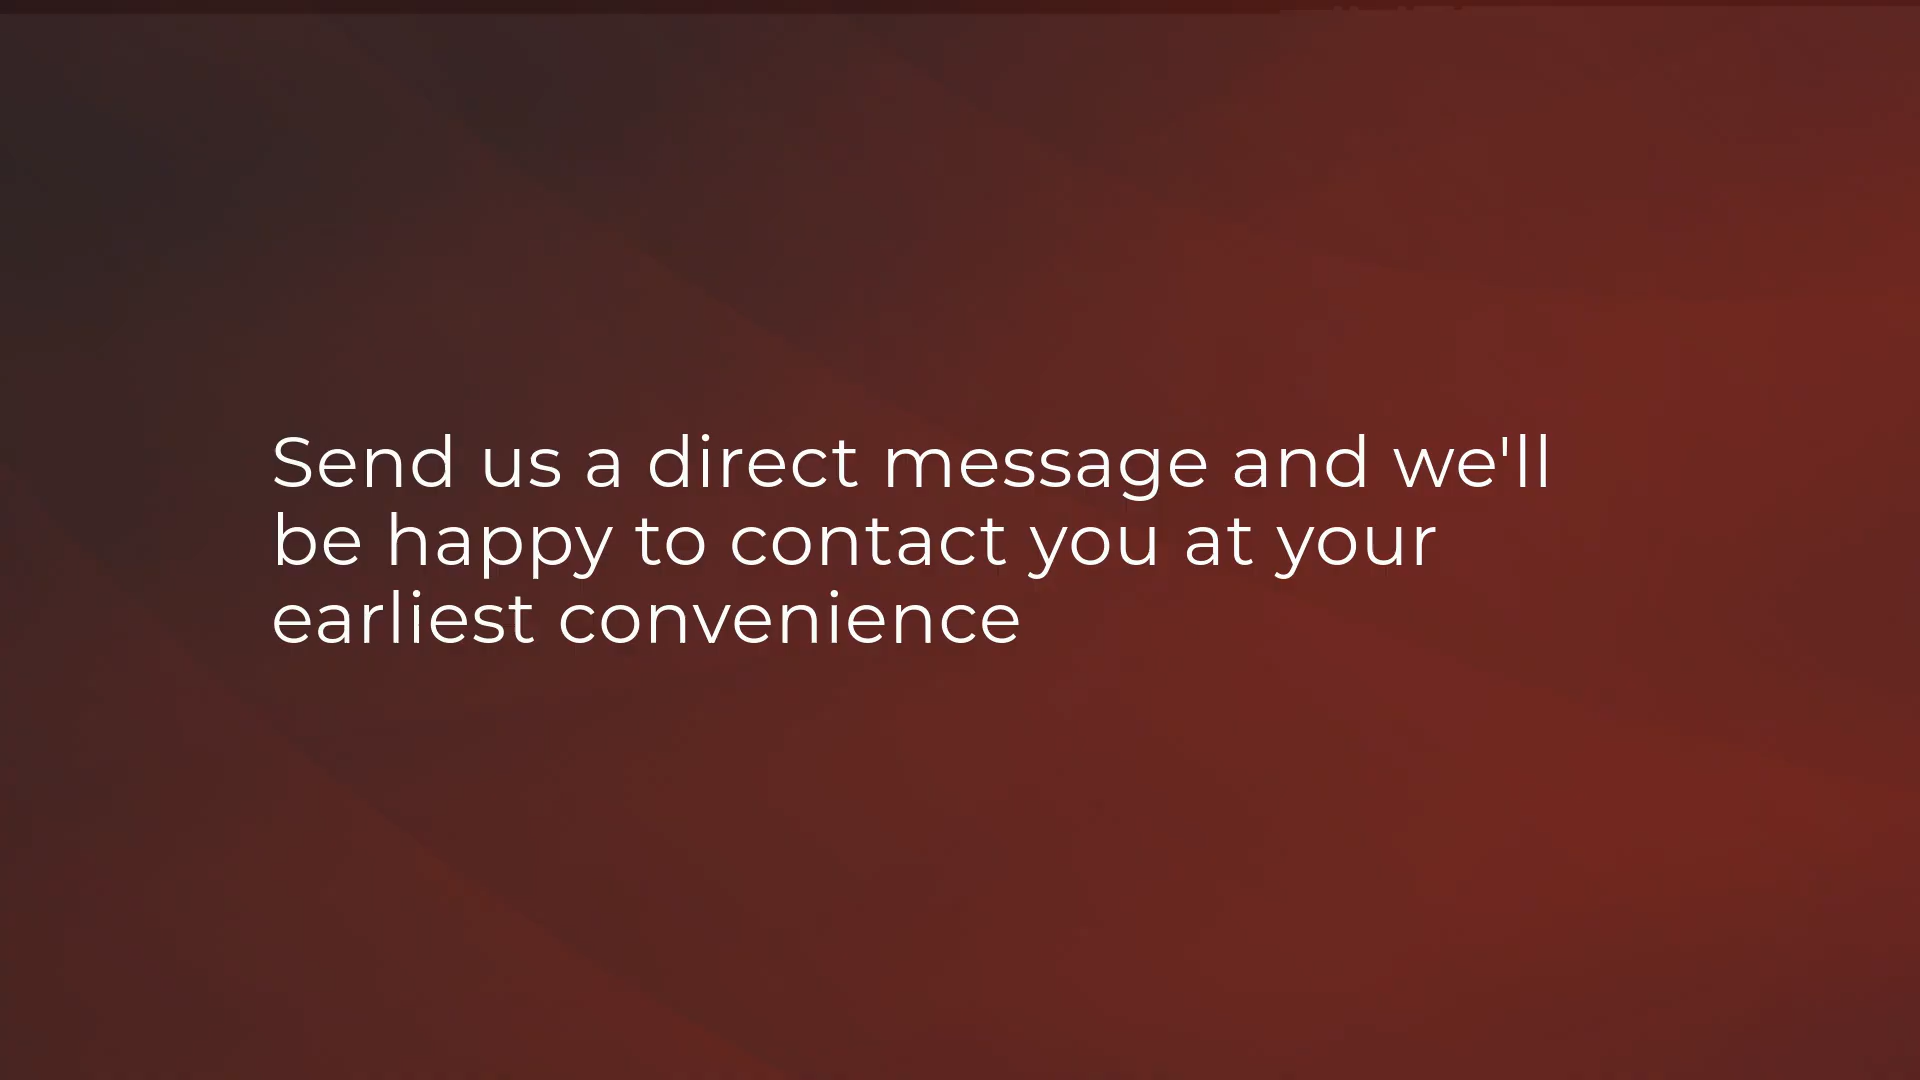 Send us a direct message and we'll
be happy to contact you at your
earliest convenience